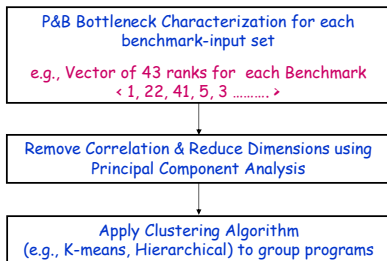 P&B Bottleneck Characterization for each
benchmark-input set
e.g., Vector of 43 ranks for each Benchmark
< 1, 22, 41, 5, 3 .......... >
Remove Correlation & Reduce Dimensions using
Principal Component Analysis
Apply Clustering Algorithm
(e.g., K-means, Hierarchical) to group programs